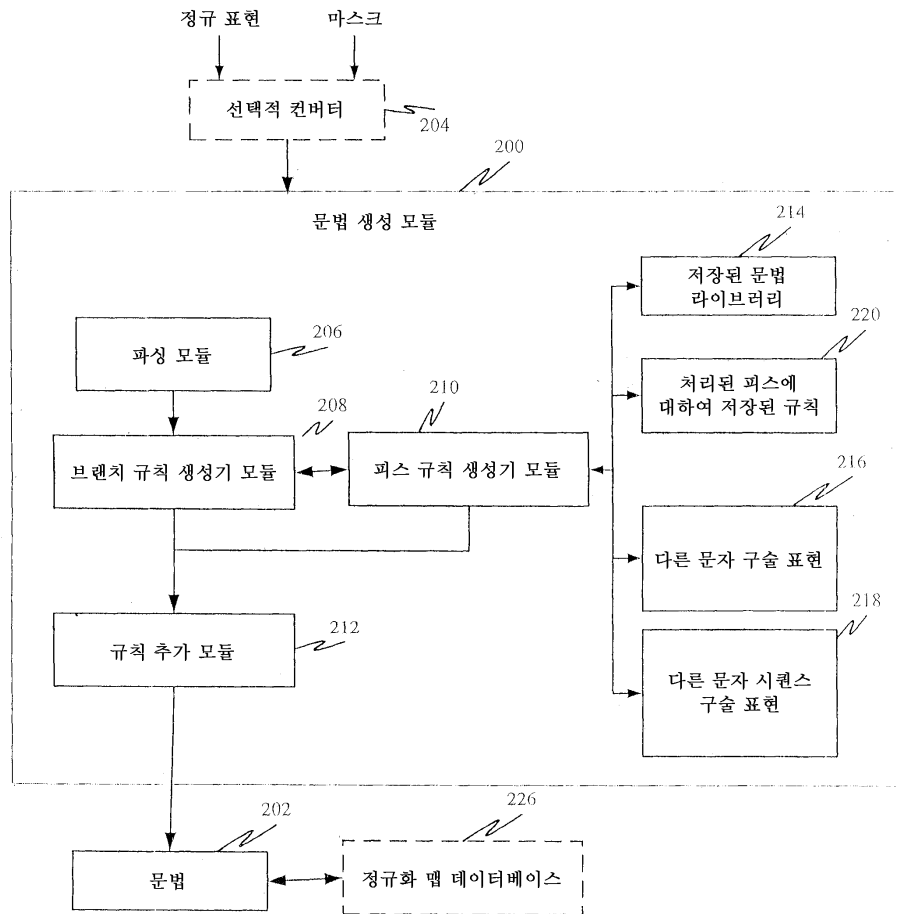 정규 표현
마스크
선택적 컨버터
204
200
문법 생성 모듈
214
저장된 문법
라이브러리
206
파싱 모듈
220
처리된 피스에
대하여 저장된 규칙
208
210
브랜치 규칙 생성기 모듈
피스 규칙 생성기 모듈
216
다른 문자 구술 표현
212
규칙 추가 모듈
218
다른 문자 시퀀스
구술 표현
202
문법
226
정규화 맵 데이터베이스